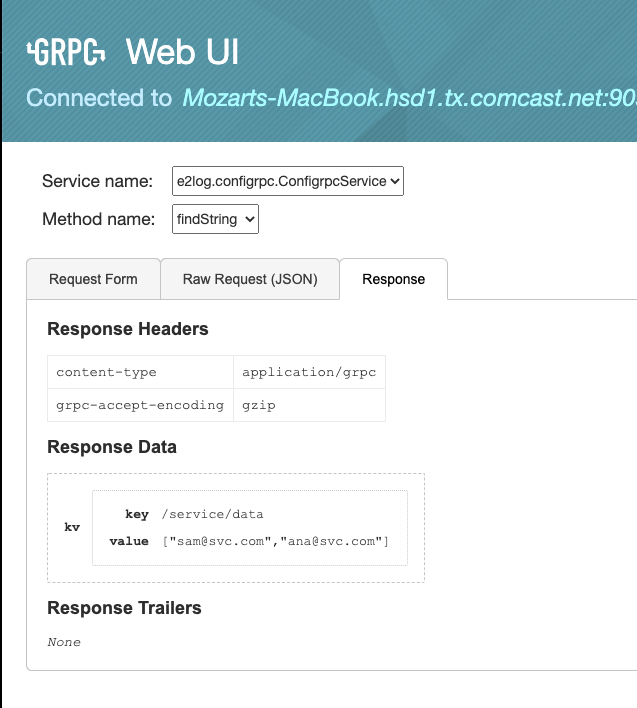 GRPC Web UI
Connected to Mozarts-MacBook.hsd1.tx.comcast.net:90
Service name: e2log.configrpc.ConfigrpcService
Method name: findString
Request Form Raw Request (JSON) Response
Response Headers
content-type application/grpc
grpc-accept-encoding gzip
Response Data
key /service/data
kv
value ["sam@svc.com","ana@svc.com"]
Response Trailers
None